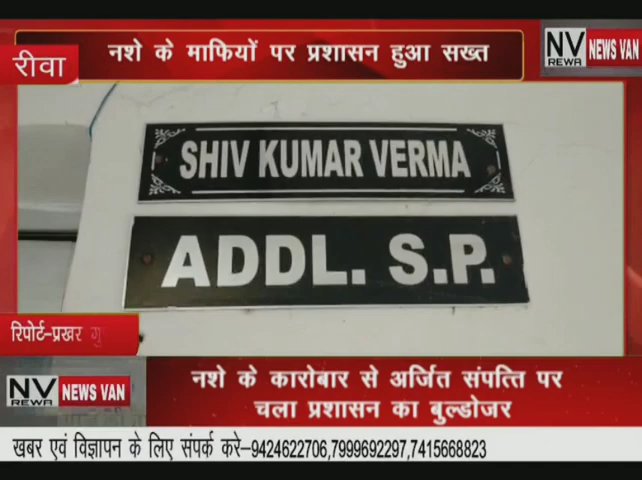 नशे के माफियों पर प्रशासन हुआ सख्त
NV
REWA
NEWS VAN
रीवा
SHIV KUMAR VERMA
ADDL. S.P.
रिपोर्ट-प्रखर
NV
REWA
NEWS VAN
नशे के कारोबार से अर्जित संपत्ति पर
चला प्रशासन का बुल्डोजर
खबर एवं विज्ञापन के लिए संपर्क करे-9424622706,7999692297,7415668823